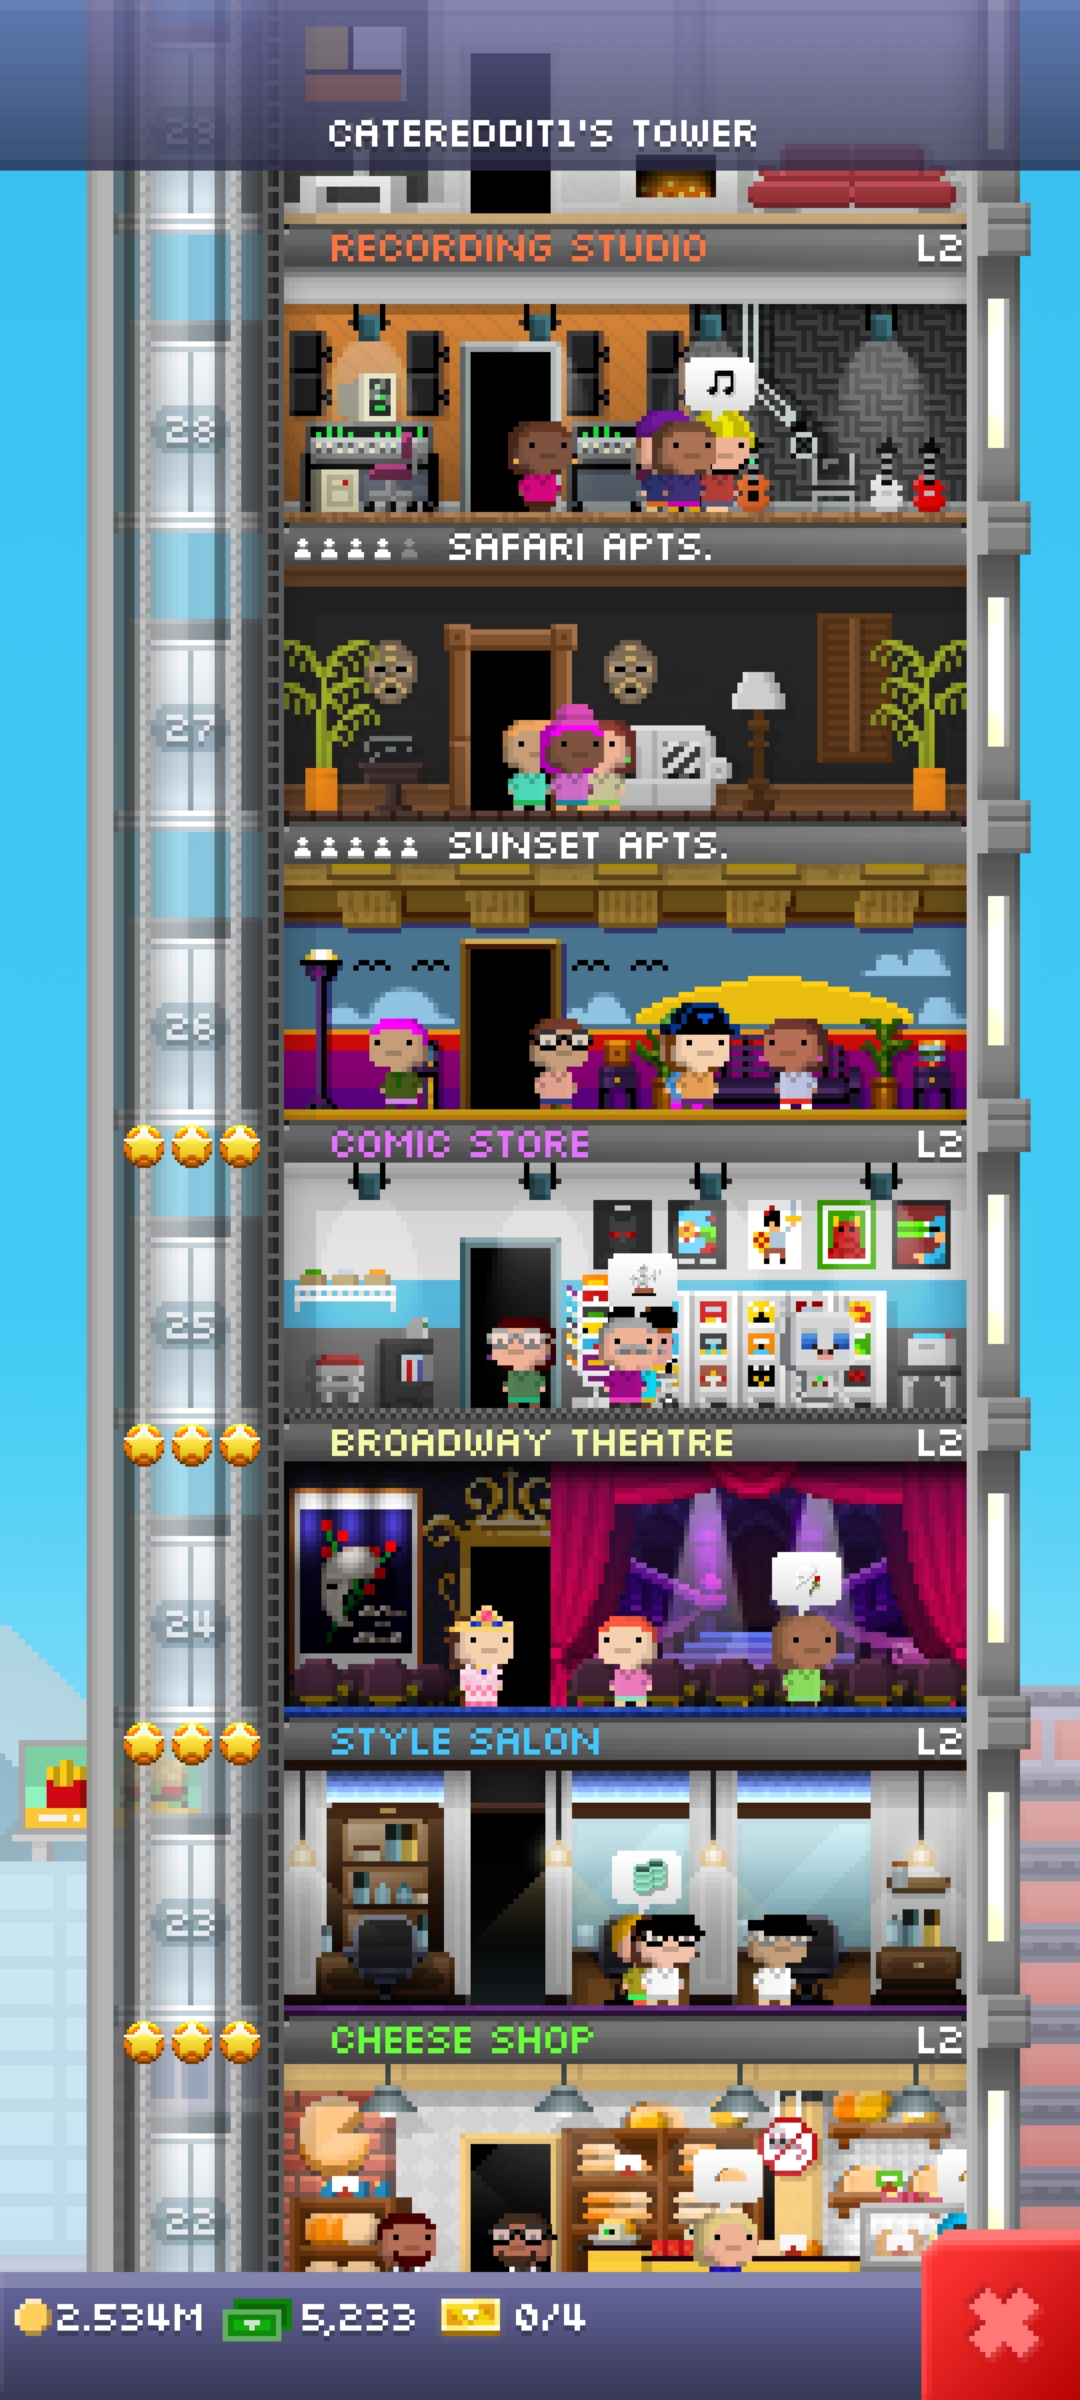 29
CATEREDDIT1'S TOWER
RECORDING STUDIO L2
28
SAFARI APTS.
27
SUNSET APTS.
26
COMIC STORE L2
25
BROADWAY THEATRE L2
24
STYLE SALON L2
23
CHEESE SHOP L2
22
2.534M 5,233 0/4